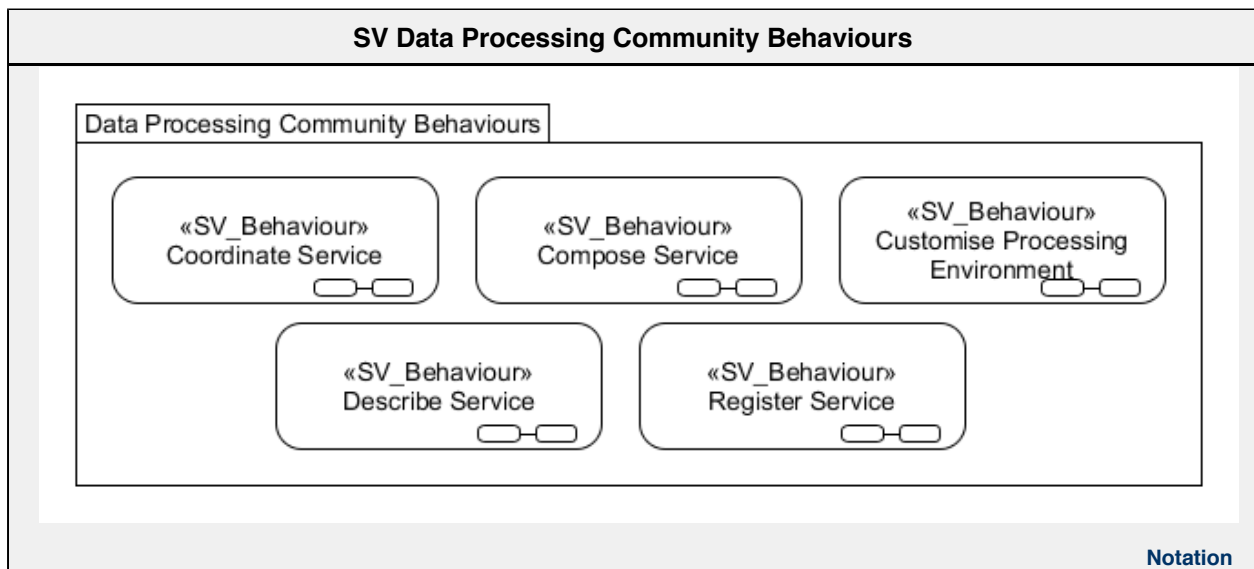 SV Data Processing Community Behaviours
Data Processing Community Behaviours
«SV_Behaviour»
Coordinate Service
«SV_Behaviour»
Compose Service
«SV_Behaviour»
Customise Processing
Environment
«SV_Behaviour»
Describe Service
«SV_Behaviour»
Register Service
Notation